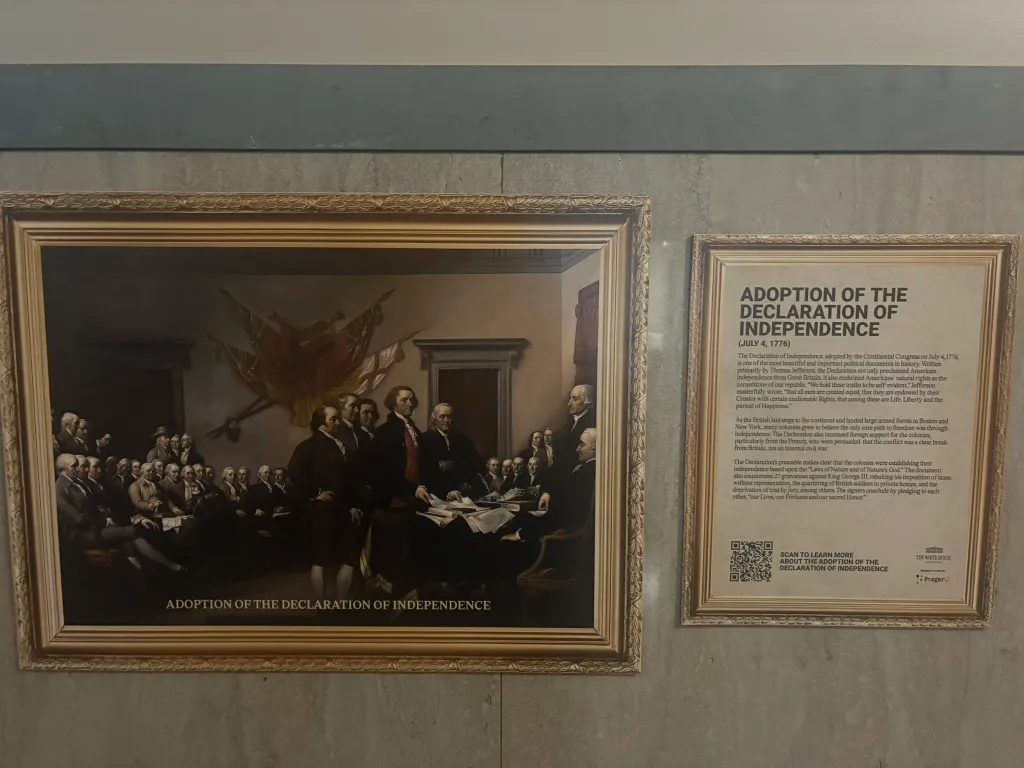 ADOPTION OF THE DECLARATION OF INDEPENDENCE
ADOPTION OF THE
DECLARATION OF
INDEPENDENCE
(JULY 4, 1776)
The Declaration of Independence, adopted by the Continental Congress on July 4, 1776,
is one of the most beautiful and important political documents in history. Written
primarily by Thomas Jefferson, the Declaration not only proclaimed American
independence from Great Britain, it also enshrined Americans' natural rights as the
cornerstone of our republic. "We hold these truths to be self-evident," Jefferson
masterfully wrote, "that all men are created equal, that they are endowed by their
Creator with certain unalienable Rights, that among these are Life, Liberty and the
pursuit of Happiness."
As the British laid siege to the continent and landed large armed forces in Boston and
New York, many colonists grew to believe the only sure path to freedom was through
independence. The Declaration also increased foreign support for the colonies,
particularly from the French, who were persuaded that the conflict was a clear break
from Britain, not an internal civil war.
The Declaration's preamble makes clear that the colonies were establishing their
independence based upon the "Laws of Nature and of Nature's God." The document
also enumerates 27 grievances against King George III, rebuking his imposition of taxes
without representation, the quartering of British soldiers in private homes, and the
deprivation of trial by jury, among others. The signers conclude by pledging to each
other, "our Lives, our Fortunes and our sacred Honor."
SCAN TO LEARN MORE
ABOUT THE ADOPTION OF THE
DECLARATION OF INDEPENDENCE
THE WHITE HOUSE
PragerU